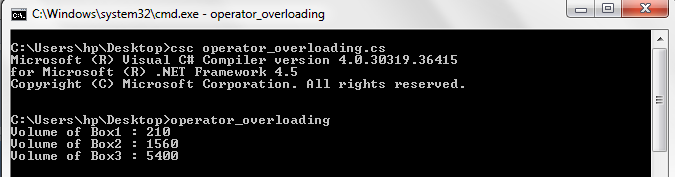 C:\Windows\system32\cmd.exe - operator_overloading
C:\Users\hp\Desktop>csc operator_overloading.cs
Microsoft (R) Visual C# Compiler version 4.0.30319.36415
for Microsoft (R) .NET Framework 4.5
Copyright (C) Microsoft Corporation. All rights reserved.
C:\Users\hp\Desktop>operator_overloading
Volume of Box1 : 210
Volume of Box2 : 1560
Volume of Box3 : 5400